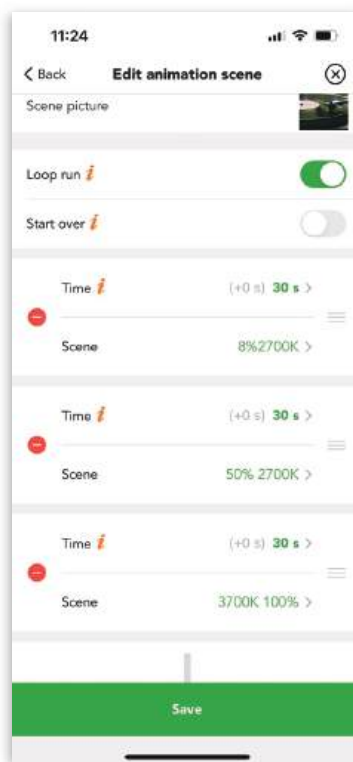 11:24
< Back Edit animation scene
Scene picture
Loop run i
Start over i
Time i (+0 s) 30 s >
Scene 8%2700K >
Time i (+0 s) 30 s >
Scene 50% 2700K >
Time i (+0 s) 30 s >
Scene 3700K 100% >
Save